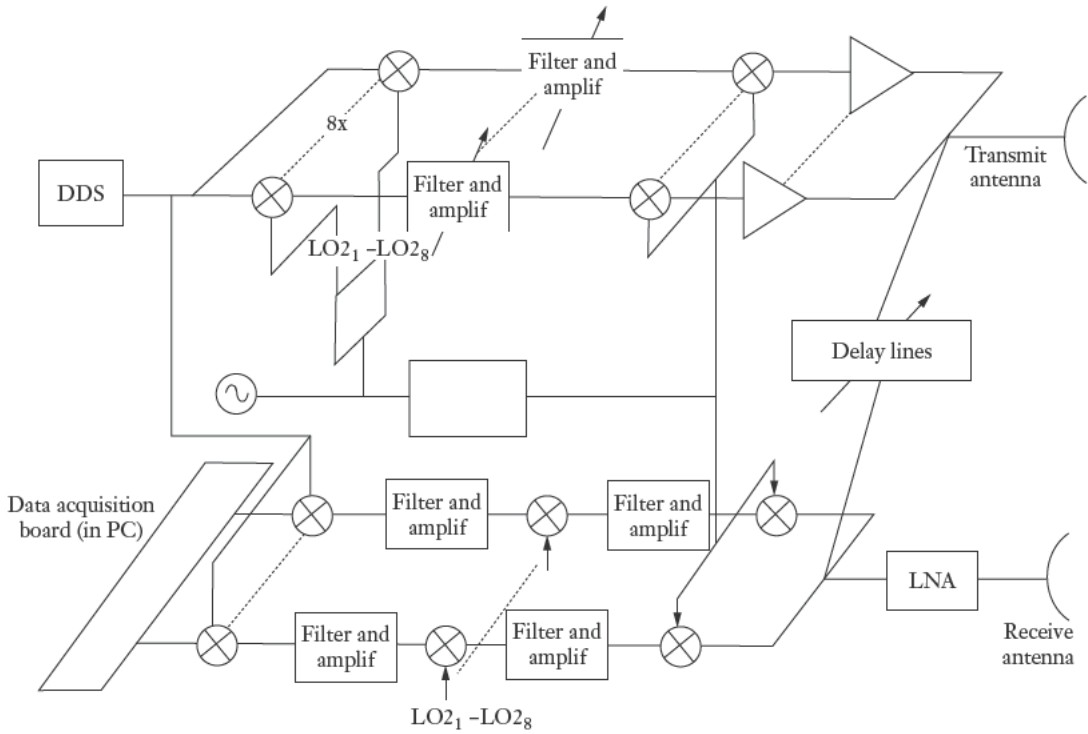 Filter and
amplif
8x
DDS
Filter and
amplif
Transmit
antenna
LO2₁ –LO2₈
Delay lines
Data acquisition
board (in PC)
Filter and
amplif
Filter and
amplif
LNA
Filter and
amplif
Filter and
amplif
Receive
antenna
LO2₁ –LO2₈